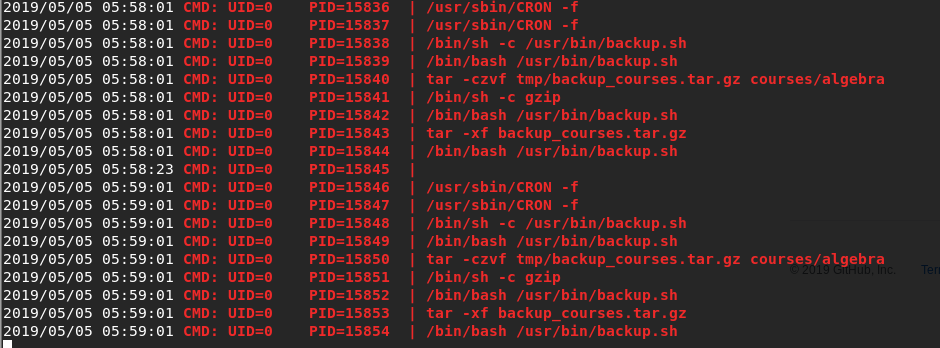 2019/05/05 05:58:01 CMD: UID=0 PID=15836 | /usr/sbin/CRON -f
2019/05/05 05:58:01 CMD: UID=0 PID=15837 | /usr/sbin/CRON -f
2019/05/05 05:58:01 CMD: UID=0 PID=15838 | /bin/sh -c /usr/bin/backup.sh
2019/05/05 05:58:01 CMD: UID=0 PID=15839 | /bin/bash /usr/bin/backup.sh
2019/05/05 05:58:01 CMD: UID=0 PID=15840 | tar -czvf tmp/backup_courses.tar.gz courses/algebra
2019/05/05 05:58:01 CMD: UID=0 PID=15841 | /bin/sh -c gzip
2019/05/05 05:58:01 CMD: UID=0 PID=15842 | /bin/bash /usr/bin/backup.sh
2019/05/05 05:58:01 CMD: UID=0 PID=15843 | tar -xf backup_courses.tar.gz
2019/05/05 05:58:01 CMD: UID=0 PID=15844 | /bin/bash /usr/bin/backup.sh
2019/05/05 05:58:23 CMD: UID=0 PID=15845 |
2019/05/05 05:59:01 CMD: UID=0 PID=15846 | /usr/sbin/CRON -f
2019/05/05 05:59:01 CMD: UID=0 PID=15847 | /usr/sbin/CRON -f
2019/05/05 05:59:01 CMD: UID=0 PID=15848 | /bin/sh -c /usr/bin/backup.sh
2019/05/05 05:59:01 CMD: UID=0 PID=15849 | /bin/bash /usr/bin/backup.sh
2019/05/05 05:59:01 CMD: UID=0 PID=15850 | tar -czvf tmp/backup_courses.tar.gz courses/algebra
© 2019 GitHub, Inc. Ter
2019/05/05 05:59:01 CMD: UID=0 PID=15851 | /bin/sh -c gzip
2019/05/05 05:59:01 CMD: UID=0 PID=15852 | /bin/bash /usr/bin/backup.sh
2019/05/05 05:59:01 CMD: UID=0 PID=15853 | tar -xf backup_courses.tar.gz
2019/05/05 05:59:01 CMD: UID=0 PID=15854 | /bin/bash /usr/bin/backup.sh